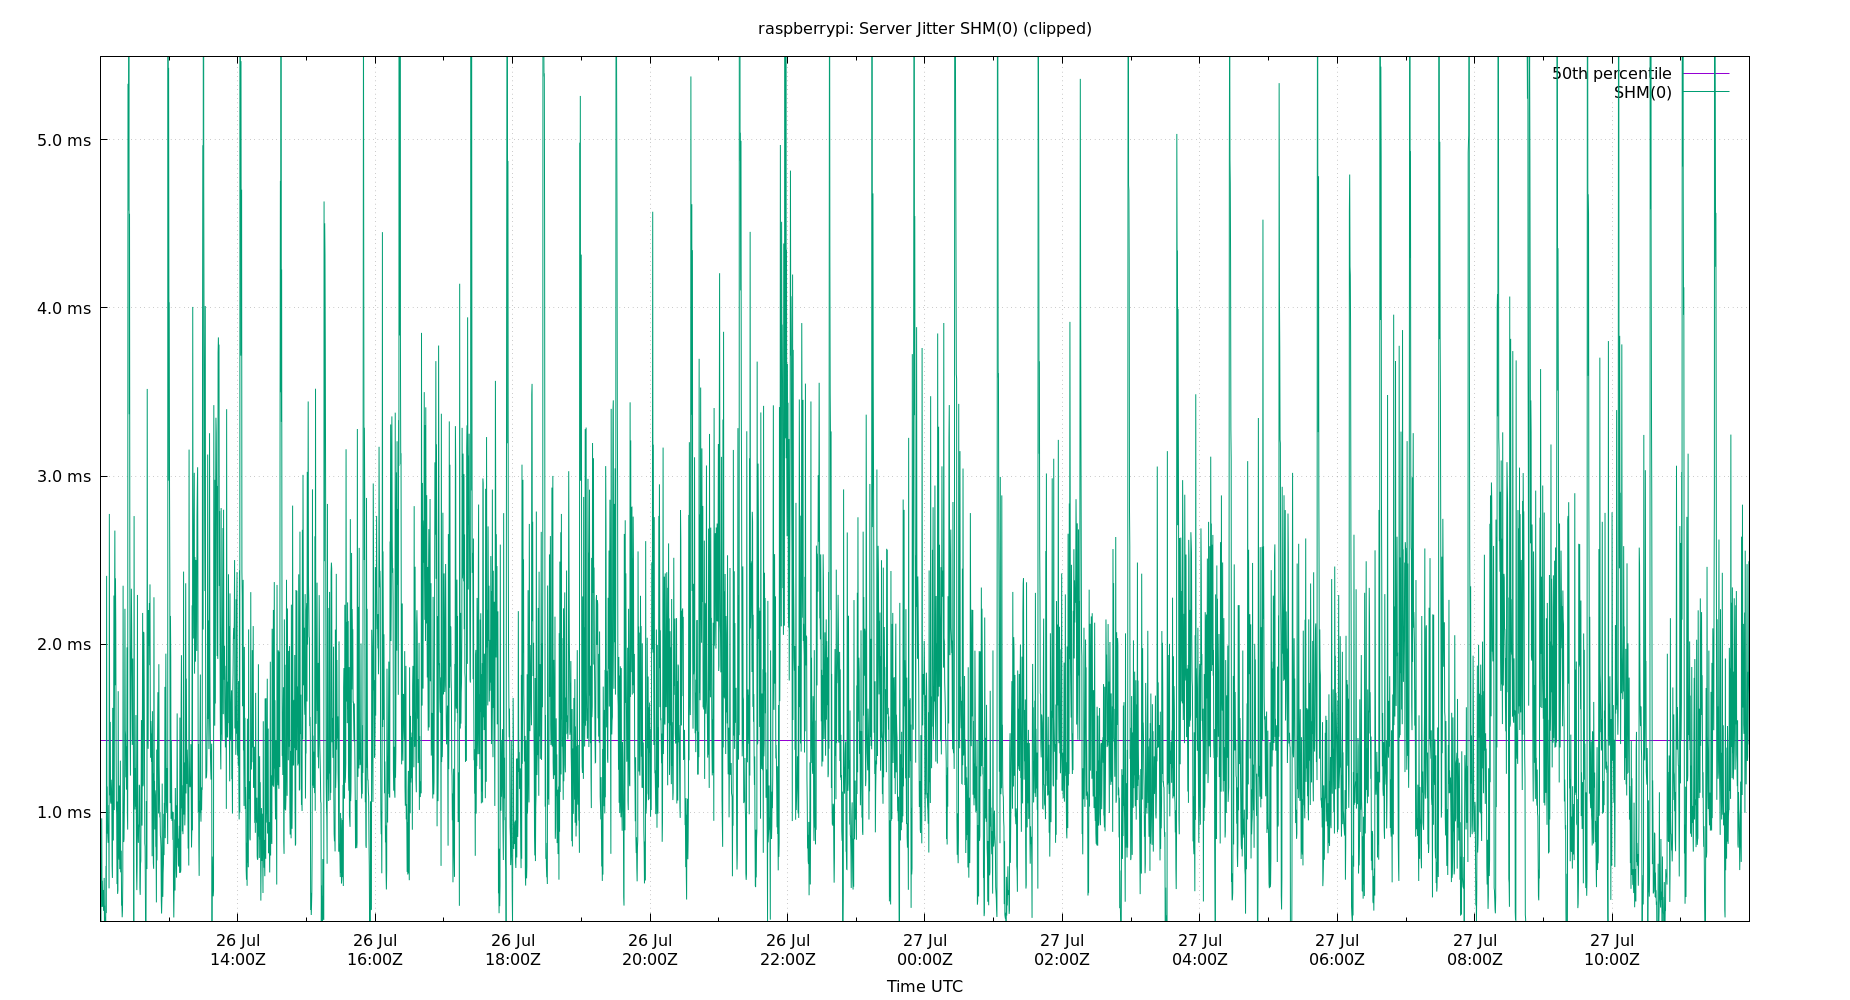 raspberrypi: Server Jitter SHM(0) (clipped)
50th percentile
SHM(0)
5.0 ms
4.0 ms
3.0 ms
2.0 ms
1.0 ms
26 Jul 26 Jul 26 Jul 26 Jul 26 Jul 27 Jul 27 Jul 27 Jul 27 Jul 27 Jul 27 Jul
14:00Z 16:00Z 18:00Z 20:00Z 22:00Z 00:00Z 02:00Z 04:00Z 06:00Z 08:00Z 10:00Z
Time UTC